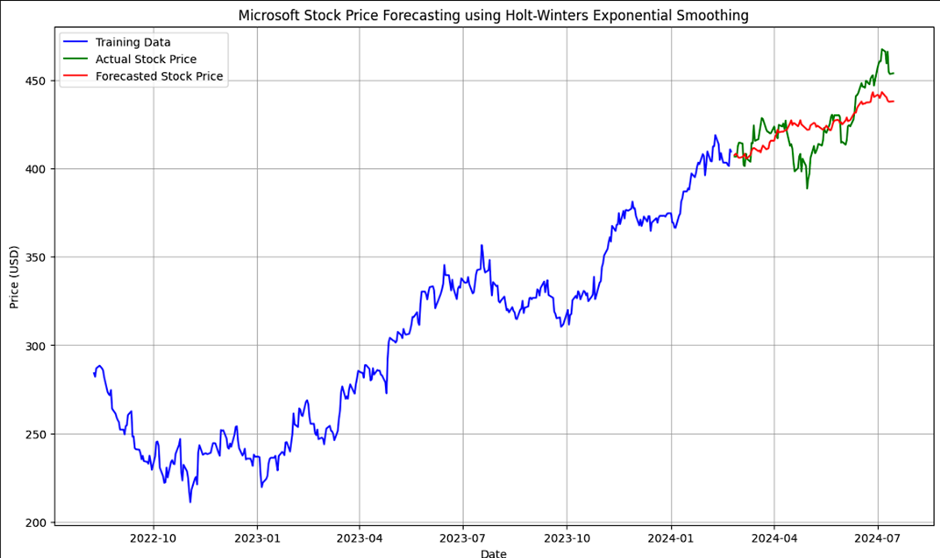 Microsoft Stock Price Forecasting using Holt-Winters Exponential Smoothing
Training Data
Actual Stock Price
Forecasted Stock Price
Price (USD)
450
400
350
300
250
200
2022-10 2023-01 2023-04 2023-07 2023-10 2024-01 2024-04 2024-07
Date